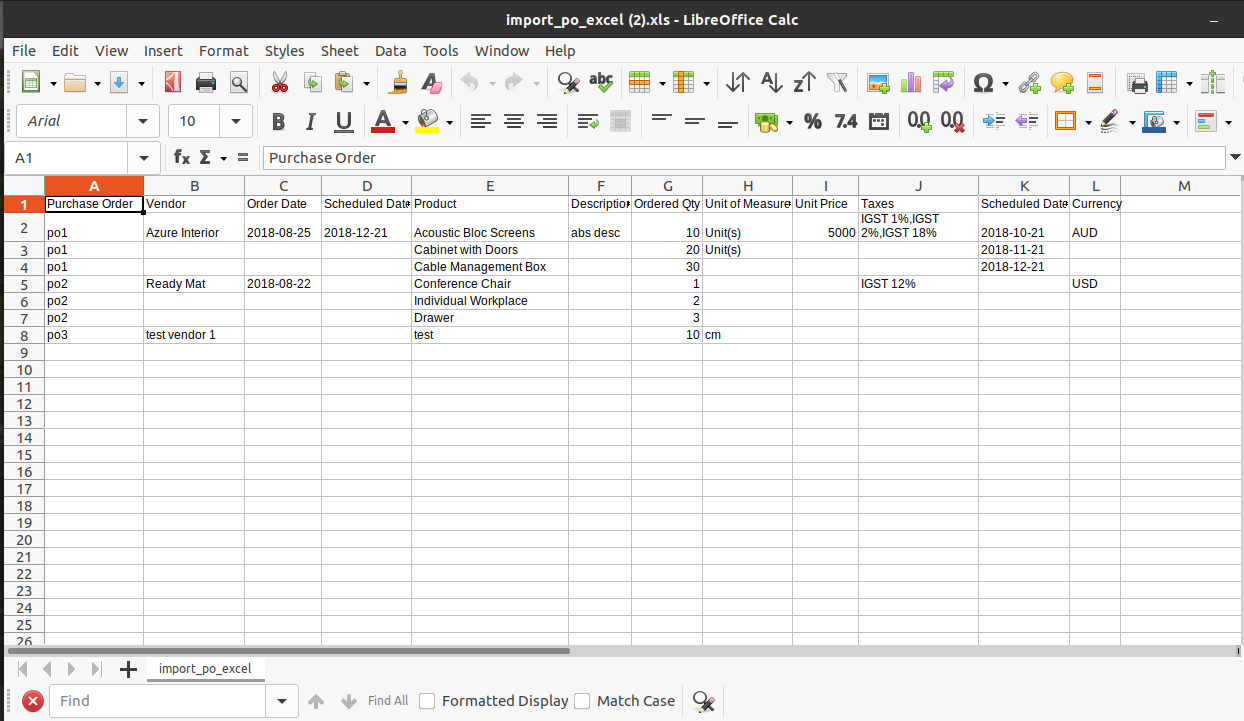 import_po_excel (2).xls - LibreOffice Calc
File Edit View Insert Format Styles Sheet Data Tools Window Help
Arial 10 B I U A % 7.4 0.0 0.0
A1 fx Σ = Purchase Order
A B C D E F G H I J K L M
1 Purchase Order Vendor Order Date Scheduled Date Product Description Ordered Qty Unit of Measure Unit Price Taxes Scheduled Date Currency
IGST 1%,IGST
2 po1 Azure Interior 2018-08-25 2018-12-21 Acoustic Bloc Screens abs desc 10 Unit(s) 5000 2%,IGST 18% 2018-10-21 AUD
3 po1 Cabinet with Doors 20 Unit(s) 2018-11-21
4 po1 Cable Management Box 30 2018-12-21
5 po2 Ready Mat 2018-08-22 Conference Chair 1 IGST 12% USD
6 po2 Individual Workplace 2
7 po2 Drawer 3
8 po3 test vendor 1 test 10 cm
9
10
11
12
13
14
15
16
17
18
19
20
21
22
23
24
25
26
import_po_excel
Find Find All Formatted Display Match Case